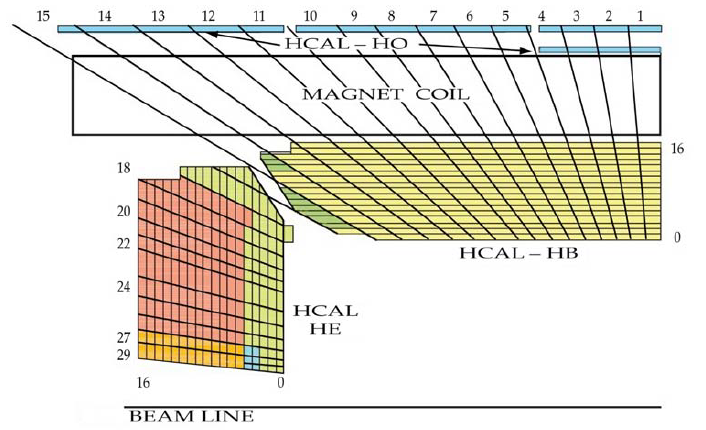 15 14 13 12 11 10 9 8 7 6 5 4 3 2 1
HCAL – HO
MAGNET COIL
16
18
20
22
24
27
29
0
HCAL – HB
HCAL
HE
16 0
BEAM LINE